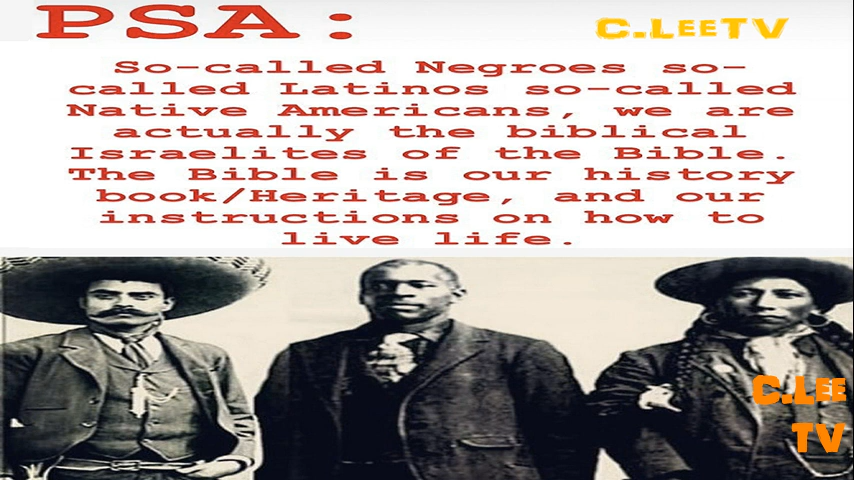 PSA:
C.LEETV
So-called Negroes so-
called Latinos so-called
Native Americans, we are
actually the biblical
Israelites of the Bible.
The Bible is our history
book/Heritage, and our
instructions on how to
live life.
C.LEE
TV